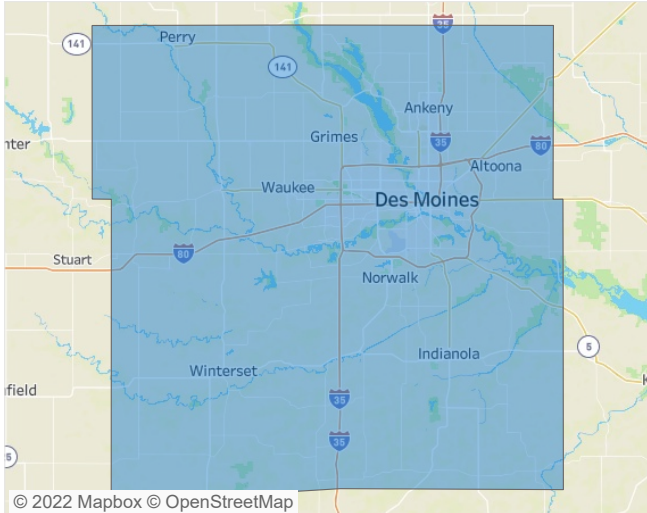 35
141
Perry
141
Ankeny
Grimes
35
80
nter
Altoona
Waukee
Des Moines
80
Stuart
Norwalk
5
Indianola
Winterset
field
35
35
5
K
© 2022 Mapbox © OpenStreetMap